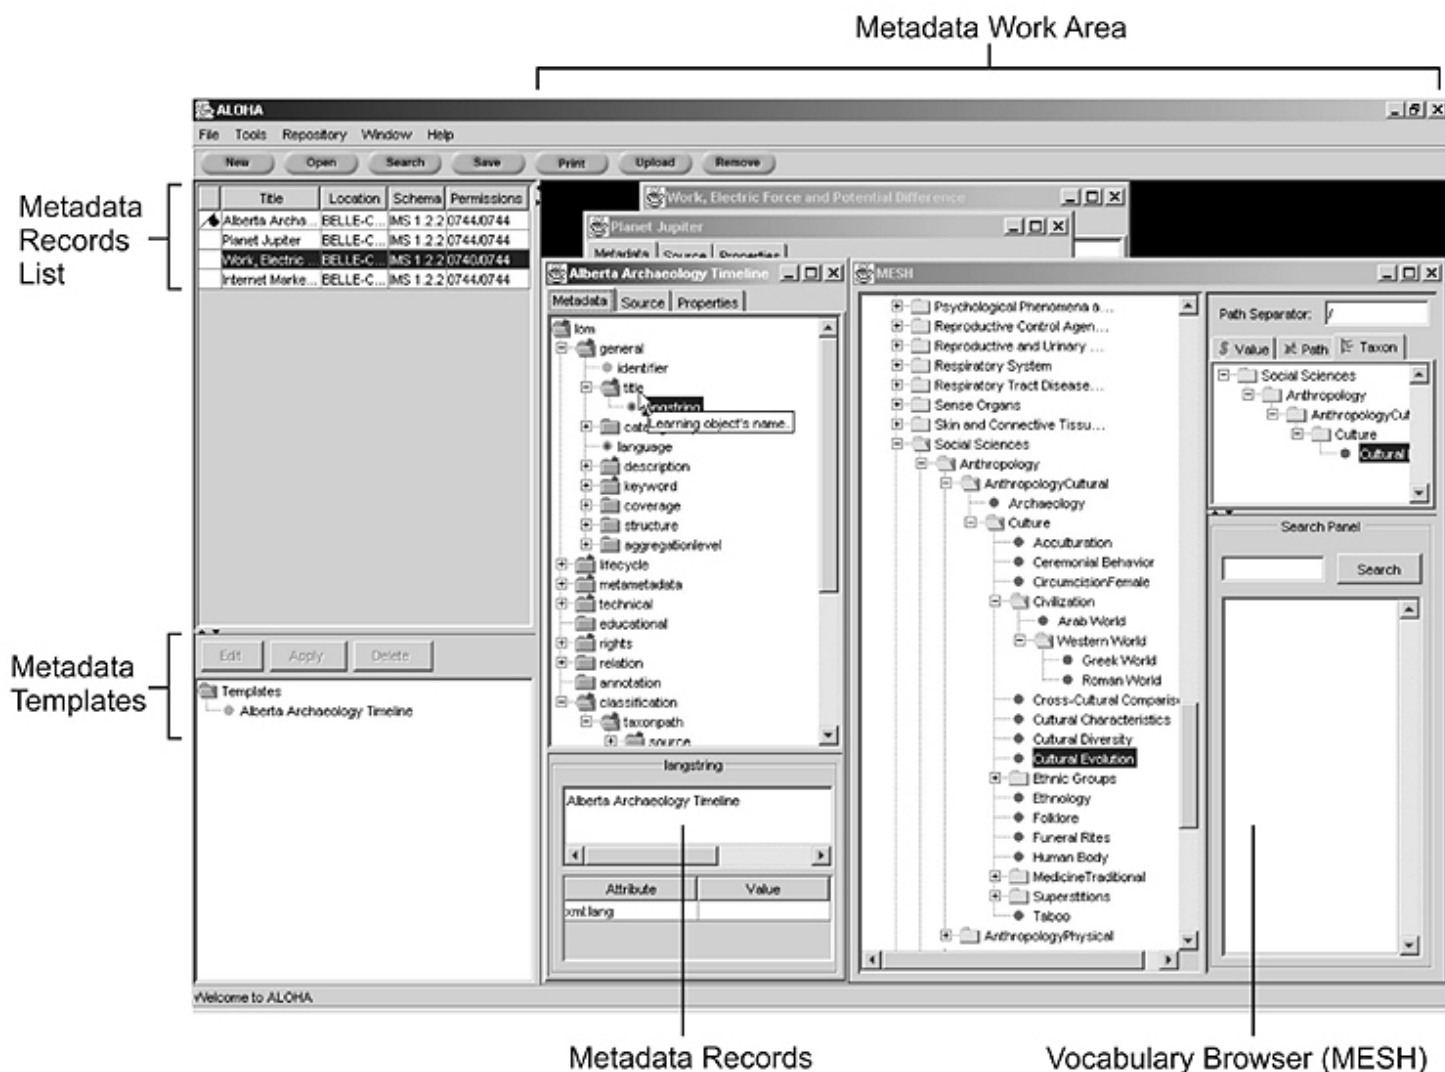 Metadata Work Area
ALOHA
File Tools Repository Window Help
New Open Search Save Print Upload Remove
Metadata
Records
List
Title Location Schema Permissions
Alberta Archa... BELLE-C... IMS 1.2.2 0744/0744
Planet Jupiter BELLE-C... IMS 1.2.2 0744/0744
Work, Electric ... BELLE-C... IMS 1.2.2 0740/0744
Internet Marke... BELLE-C... IMS 1.2.2 0744/0744
Metadata
Templates
Edit Apply Delete
Templates
Alberta Archaeology Timeline
Work, Electric Force and Potential Difference
Planet Jupiter
Metadata Source Properties
Alberta Archaeology Timeline
Metadata Source Properties
lom
general
identifier
title
langstring
Learning object's name.
language
description
keyword
coverage
structure
aggregationlevel
lifecycle
metametadata
technical
educational
rights
relation
annotation
classification
taxonpath
source
langstring
Alberta Archaeology Timeline
Attribute Value
xml:lang
MESH
Psychological Phenomena a...
Reproductive Control Agen...
Reproductive and Urinary ...
Respiratory System
Respiratory Tract Disease...
Sense Organs
Skin and Connective Tissu...
Social Sciences
Anthropology
AnthropologyCultural
Archaeology
Culture
Acculturation
Ceremonial Behavior
CircumcisionFemale
Civilization
Arab World
Western World
Greek World
Roman World
Cross-Cultural Comparis
Cultural Characteristics
Cultural Diversity
Cultural Evolution
Ethnic Groups
Ethnology
Folklore
Funeral Rites
Human Body
MedicineTraditional
Superstitions
Taboo
AnthropologyPhysical
Path Separator: /
Value Path Taxon
Social Sciences
Anthropology
AnthropologyCult
Culture
Cultural
Search Panel
Search
Welcome to ALOHA
Metadata Records
Vocabulary Browser (MESH)